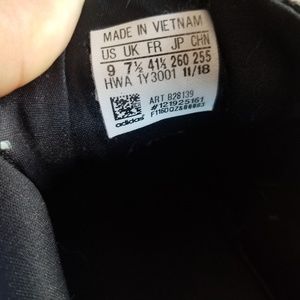 MADE IN VIETNAM
US UK FR JP CHN
9 7½ 41⅓ 260 255
HWA 1Y3001 11/18
ART B28139
#121925161
adidas